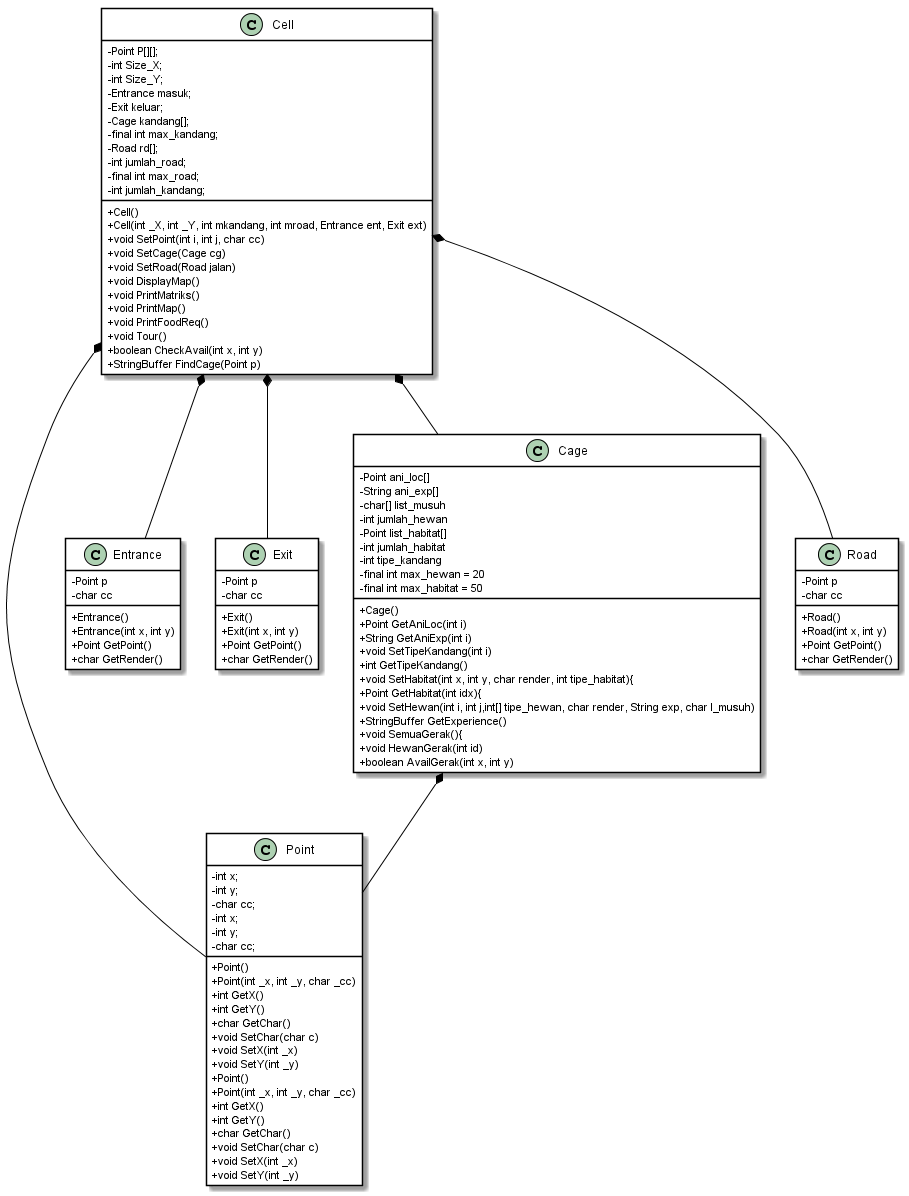 C Cell
-Point P[][];
-int Size_X;
-int Size_Y;
-Entrance masuk;
-Exit keluar;
-Cage kandang[];
-final int max_kandang;
-Road rd[];
-int jumlah_road;
-final int max_road;
-int jumlah_kandang;
+Cell()
+Cell(int _X, int _Y, int mkandang, int mroad, Entrance ent, Exit ext)
+void SetPoint(int i, int j, char cc)
+void SetCage(Cage cg)
+void SetRoad(Road jalan)
+void DisplayMap()
+void PrintMatriks()
+void PrintMap()
+void PrintFoodReq()
+void Tour()
+boolean CheckAvail(int x, int y)
+StringBuffer FindCage(Point p)
C Entrance
-Point p
-char cc
+Entrance()
+Entrance(int x, int y)
+Point GetPoint()
+char GetRender()
C Exit
-Point p
-char cc
+Exit()
+Exit(int x, int y)
+Point GetPoint()
+char GetRender()
C Cage
-Point ani_loc[]
-String ani_exp[]
-char[] list_musuh
-int jumlah_hewan
-Point list_habitat[]
-int jumlah_habitat
-int tipe_kandang
-final int max_hewan = 20
-final int max_habitat = 50
+Cage()
+Point GetAniLoc(int i)
+String GetAniExp(int i)
+void SetTipeKandang(int i)
+int GetTipeKandang()
+void SetHabitat(int x, int y, char render, int tipe_habitat){
+Point GetHabitat(int idx){
+void SetHewan(int i, int j,int[] tipe_hewan, char render, String exp, char l_musuh)
+StringBuffer GetExperience()
+void SemuaGerak(){
+void HewanGerak(int id)
+boolean AvailGerak(int x, int y)
C Road
-Point p
-char cc
+Road()
+Road(int x, int y)
+Point GetPoint()
+char GetRender()
C Point
-int x;
-int y;
-char cc;
-int x;
-int y;
-char cc;
+Point()
+Point(int _x, int _y, char _cc)
+int GetX()
+int GetY()
+char GetChar()
+void SetChar(char c)
+void SetX(int _x)
+void SetY(int _y)
+Point()
+Point(int _x, int _y, char _cc)
+int GetX()
+int GetY()
+char GetChar()
+void SetChar(char c)
+void SetX(int _x)
+void SetY(int _y)